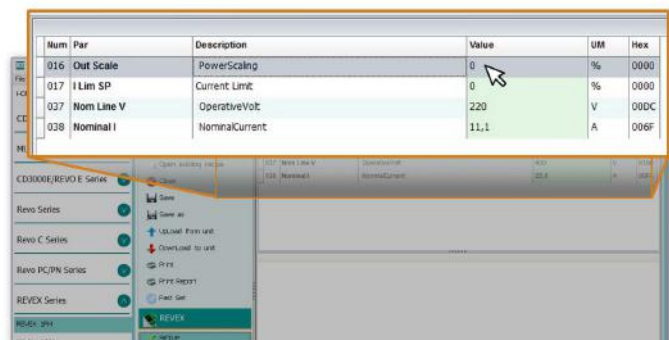 Num Par Description Value UM Hex
016 Out Scale PowerScaling 0 % 0000
017 I Lim SP Current Limit 0 % 0000
037 Nom Line V OperativeVolt 220 V 00DC
038 Nominal I NominalCurrent 11,1 A 006F
CD3000E/REVO E Series
Revo Series
Revo C Series
Revo PC/PN Series
REVEX Series
REVEX 1PH
Open existing recipe
Close
Save
Save as
Upload from unit
Download to unit
Print
Print Report
Fast Set
REVEX
SETUP